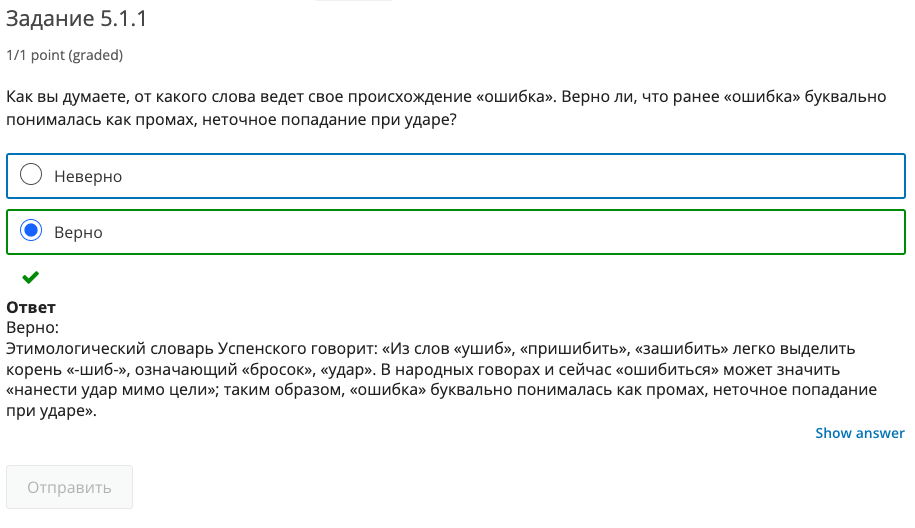 Задание 5.1.1
1/1 point (graded)
Как вы думаете, от какого слова ведет свое происхождение «ошибка». Верно ли, что ранее «ошибка» буквально
понималась как промах, неточное попадание при ударе?
Неверно
Верно
Ответ
Верно:
Этимологический словарь Успенского говорит: «Из слов «ушиб», «пришибить», «зашибить» легко выделить
корень «-шиб-», означающий «бросок», «удар». В народных говорах и сейчас «ошибиться» может значить
«нанести удар мимо цели»; таким образом, «ошибка» буквально понималась как промах, неточное попадание
при ударе».
Show answer
Отправить